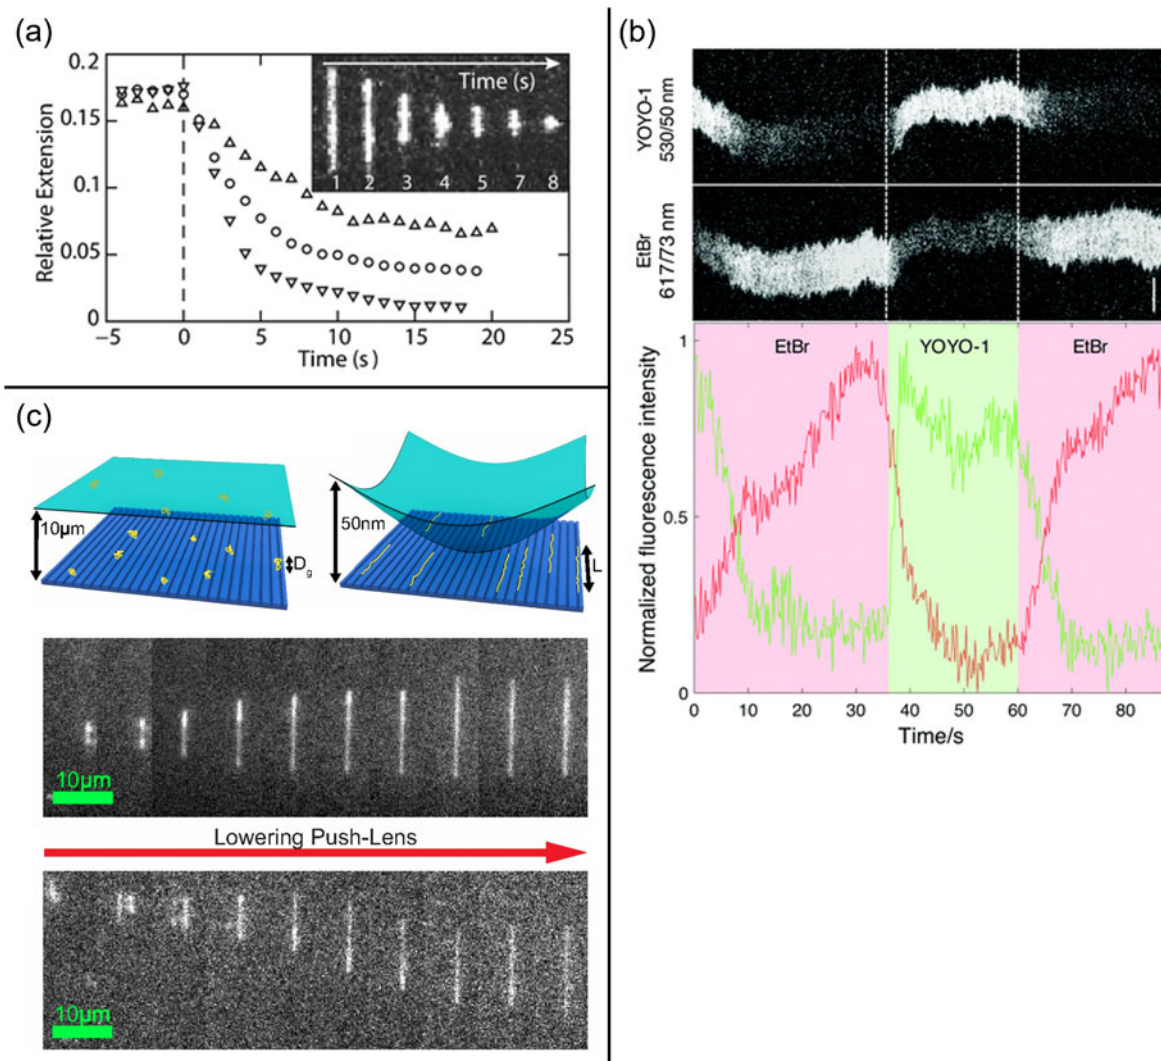 (a)
0.2
0.15
0.1
0.05
0
Relative Extension
−5 0 5 10 15 20 25
Time (s)
Time (s)
1 2 3 4 5 7 8
(b)
YOYO-1
530/50 nm
EtBr
617/73 nm
EtBr YOYO-1 EtBr
1
0.5
0
Normalized fluorescence intensity
0 10 20 30 40 50 60 70 80
Time/s
(c)
10µm
Dg
50nm
L
10µm
Lowering Push-Lens
10µm